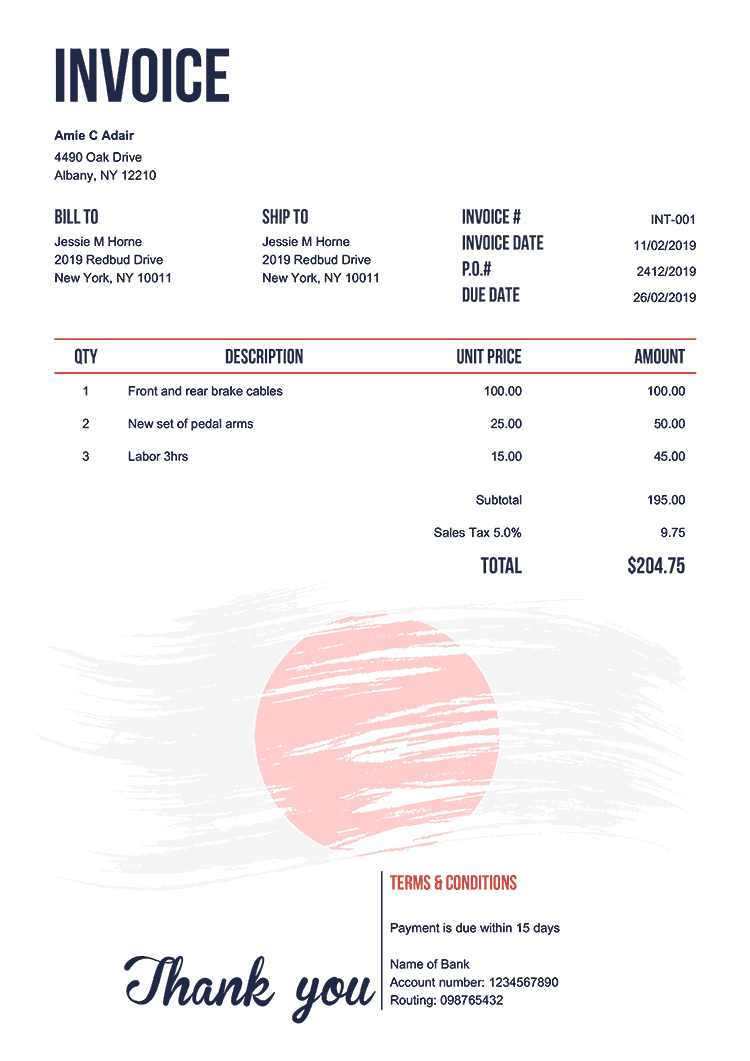 INVOICE
Amie C Adair
4490 Oak Drive
Albany, NY 12210
BILL TO
Jessie M Horne
2019 Redbud Drive
New York, NY 10011
SHIP TO
Jessie M Horne
2019 Redbud Drive
New York, NY 10011
INVOICE # INT-001
INVOICE DATE 11/02/2019
P.O.# 2412/2019
DUE DATE 26/02/2019
QTY DESCRIPTION UNIT PRICE AMOUNT
1 Front and rear brake cables 100.00 100.00
2 New set of pedal arms 25.00 50.00
3 Labor 3hrs 15.00 45.00
Subtotal 195.00
Sales Tax 5.0% 9.75
TOTAL $204.75
Thank you
TERMS & CONDITIONS
Payment is due within 15 days
Name of Bank
Account number: 1234567890
Routing: 098765432